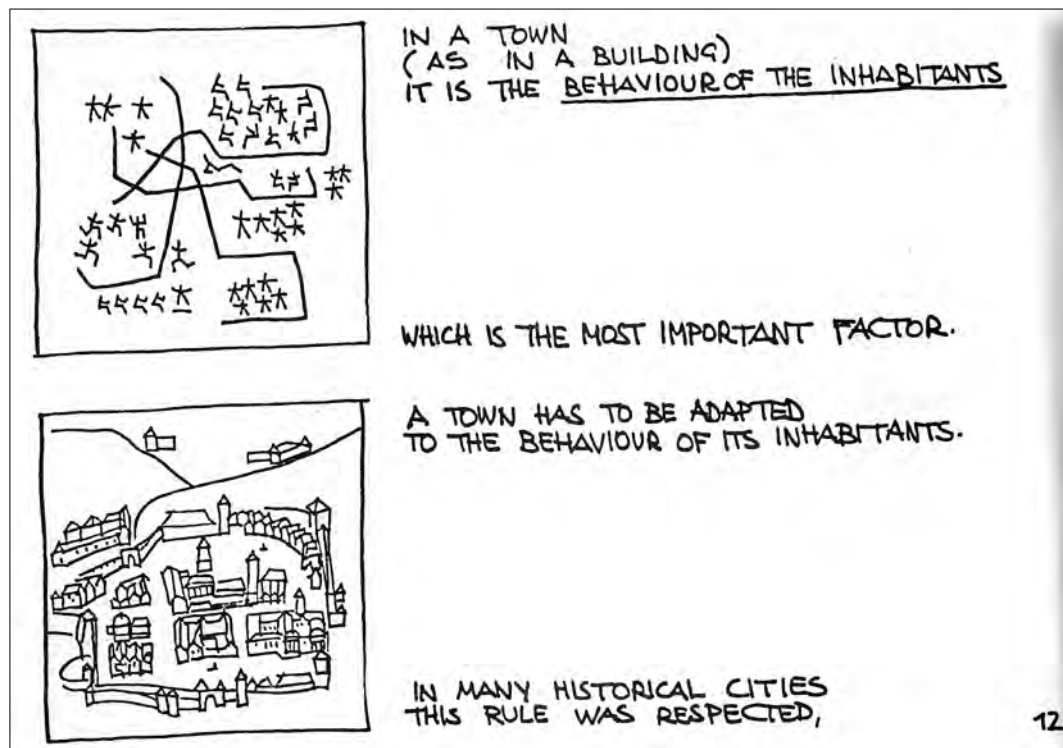 IN A TOWN
(AS IN A BUILDING)
IT IS THE BEHAVIOUR OF THE INHABITANTS
WHICH IS THE MOST IMPORTANT FACTOR.
A TOWN HAS TO BE ADAPTED
TO THE BEHAVIOUR OF ITS INHABITANTS.
IN MANY HISTORICAL CITIES
THIS RULE WAS RESPECTED,
12